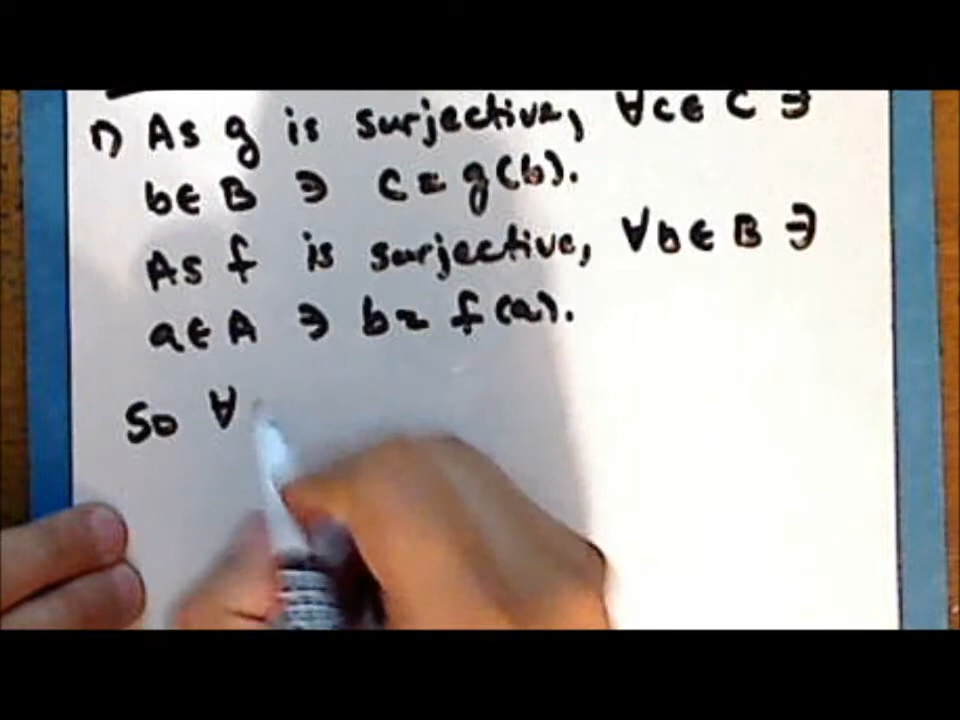 1) As g is surjective, ∀c∈ C ∃
b∈ B ∋ c = g(b).
As f is surjective, ∀b∈ B ∃
a∈ A ∋ b= f(a).
So ∀